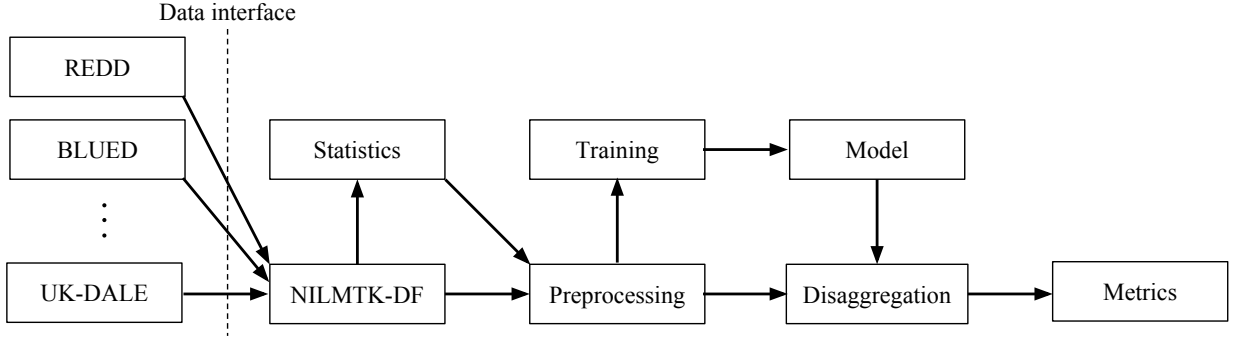 Data interface
REDD
BLUED
Statistics
Training
Model
UK-DALE
NILMTK-DF
Preprocessing
Disaggregation
Metrics